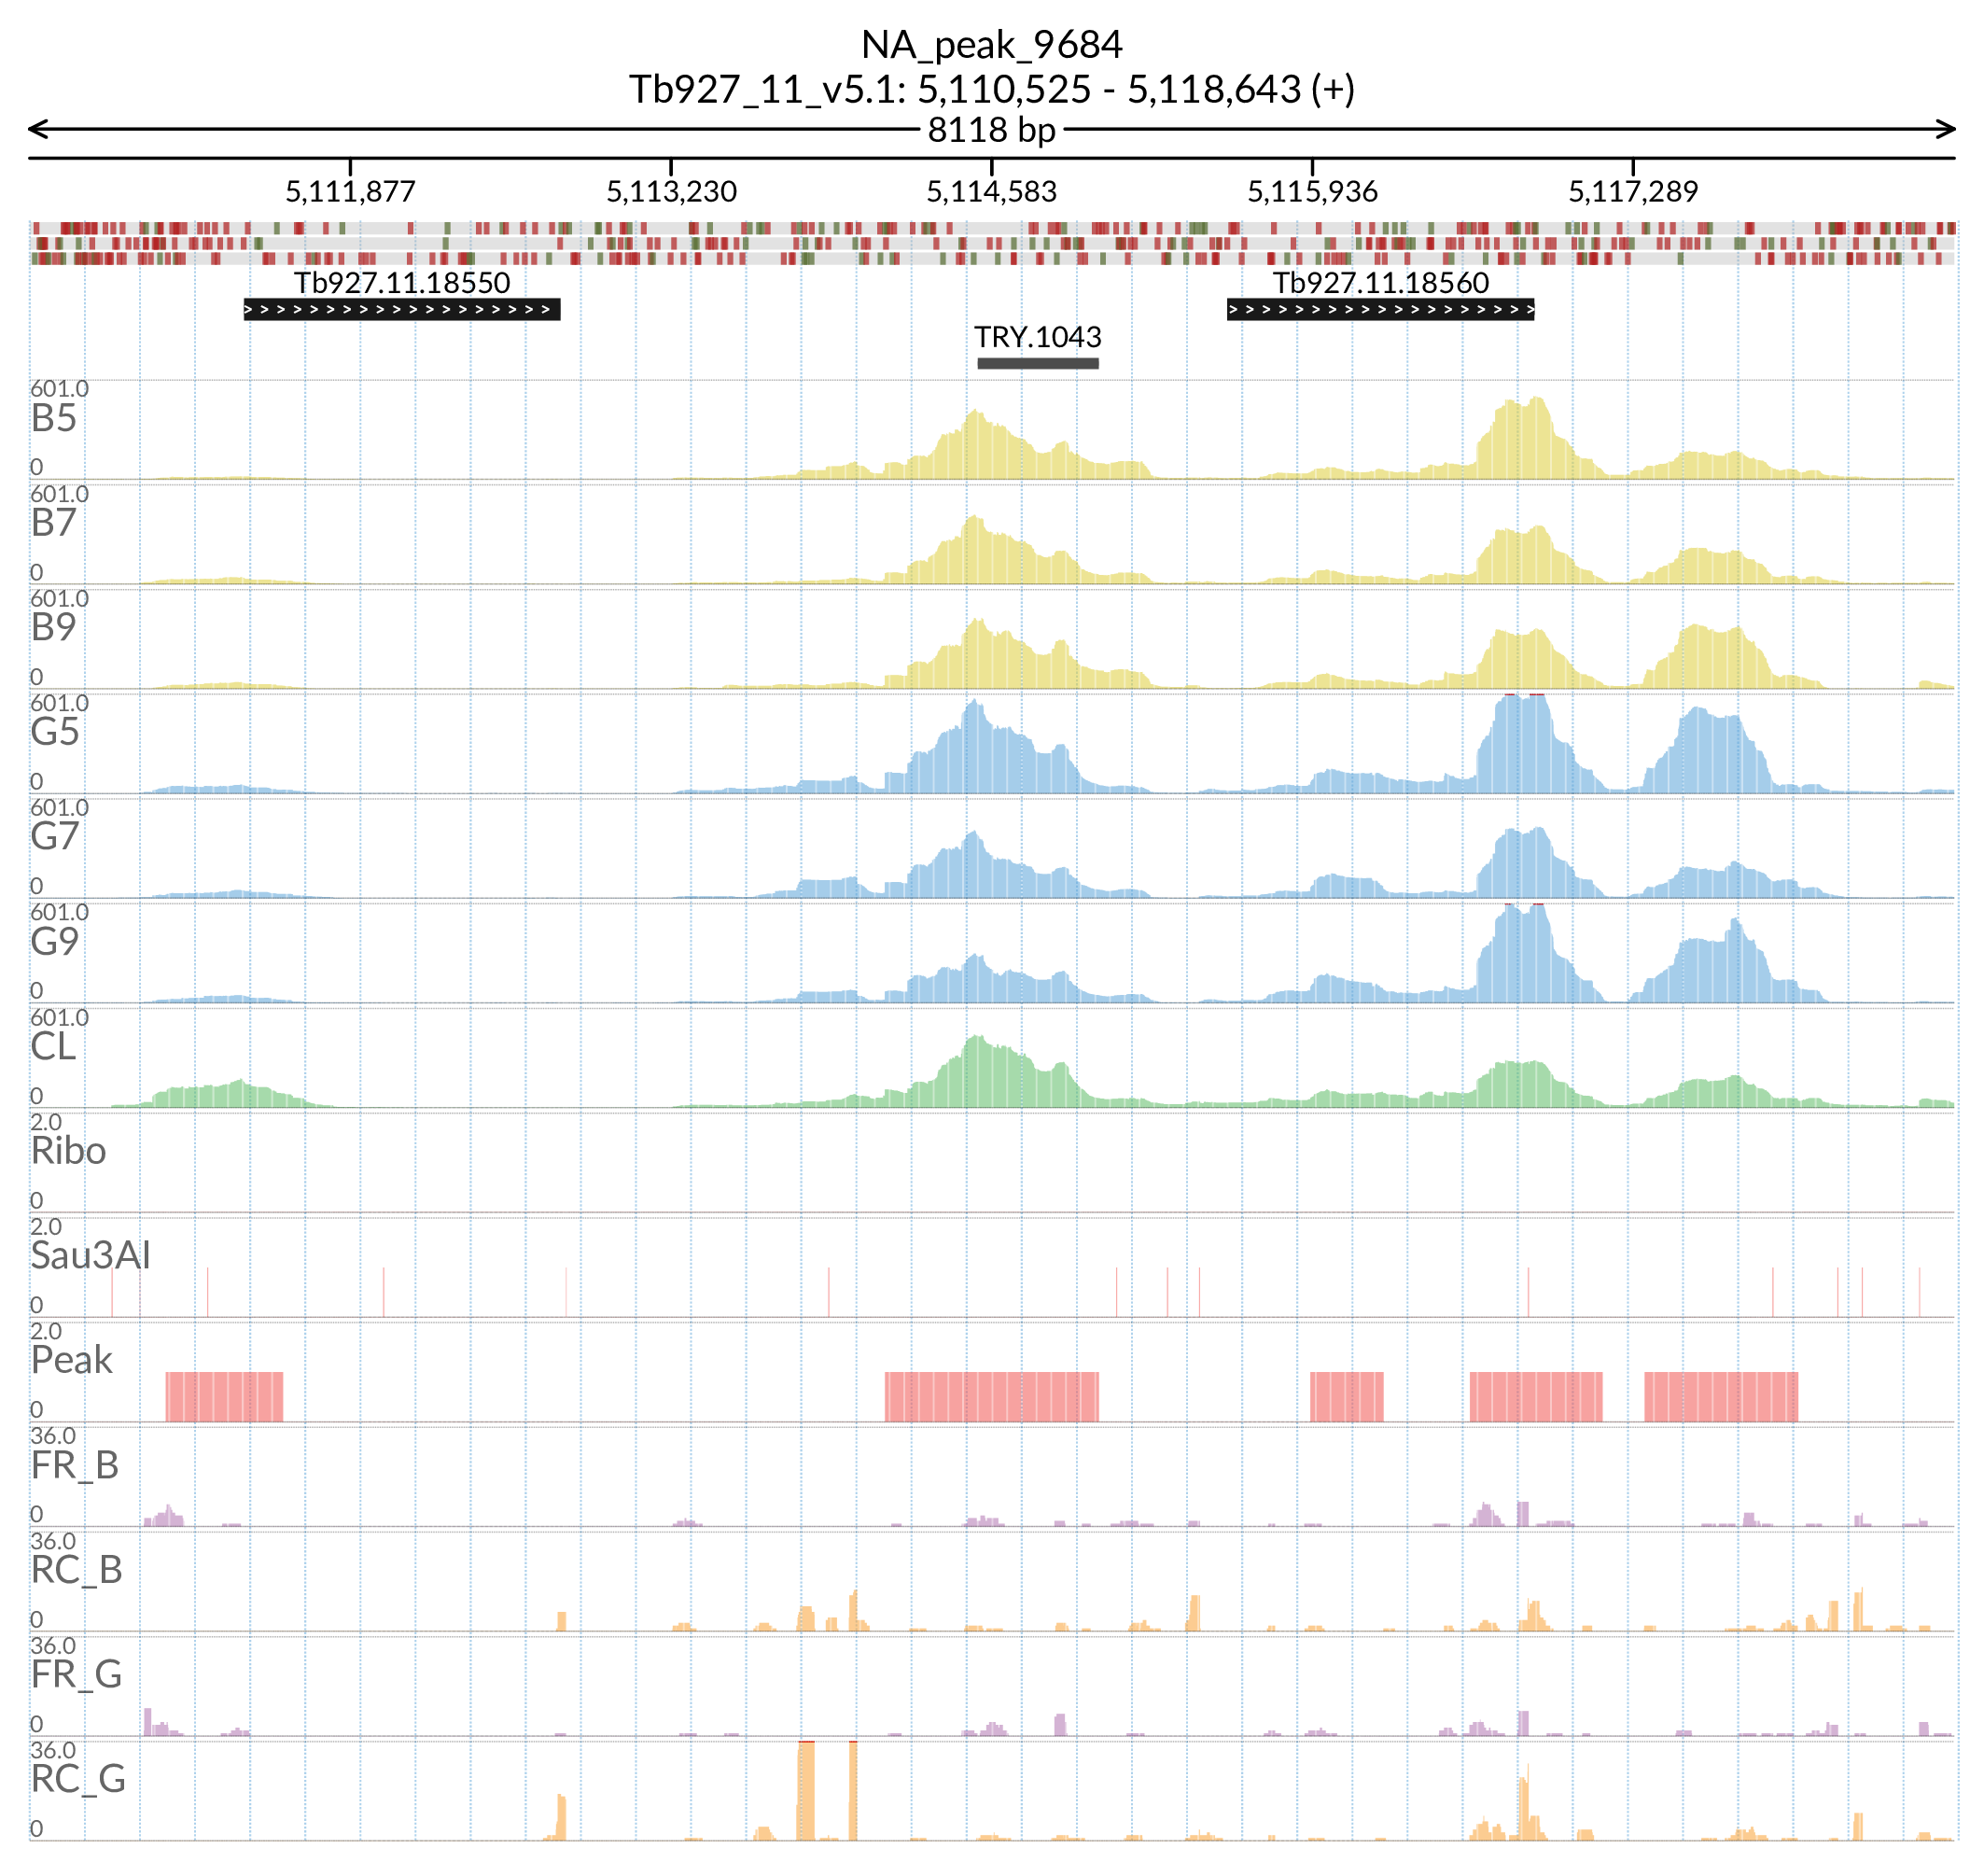 NA_peak_9684
Tb927_11_v5.1: 5,110,525 - 5,118,643 (+)
8118 bp
5,111,877 5,113,230 5,114,583 5,115,936 5,117,289
Tb927.11.18550 Tb927.11.18560
TRY.1043
601.0
B5
0
601.0
B7
0
601.0
B9
0
601.0
G5
0
601.0
G7
0
601.0
G9
0
601.0
CL
0
2.0
Ribo
0
2.0
Sau3AI
0
2.0
Peak
0
36.0
FR_B
0
36.0
RC_B
0
36.0
FR_G
0
36.0
RC_G
0